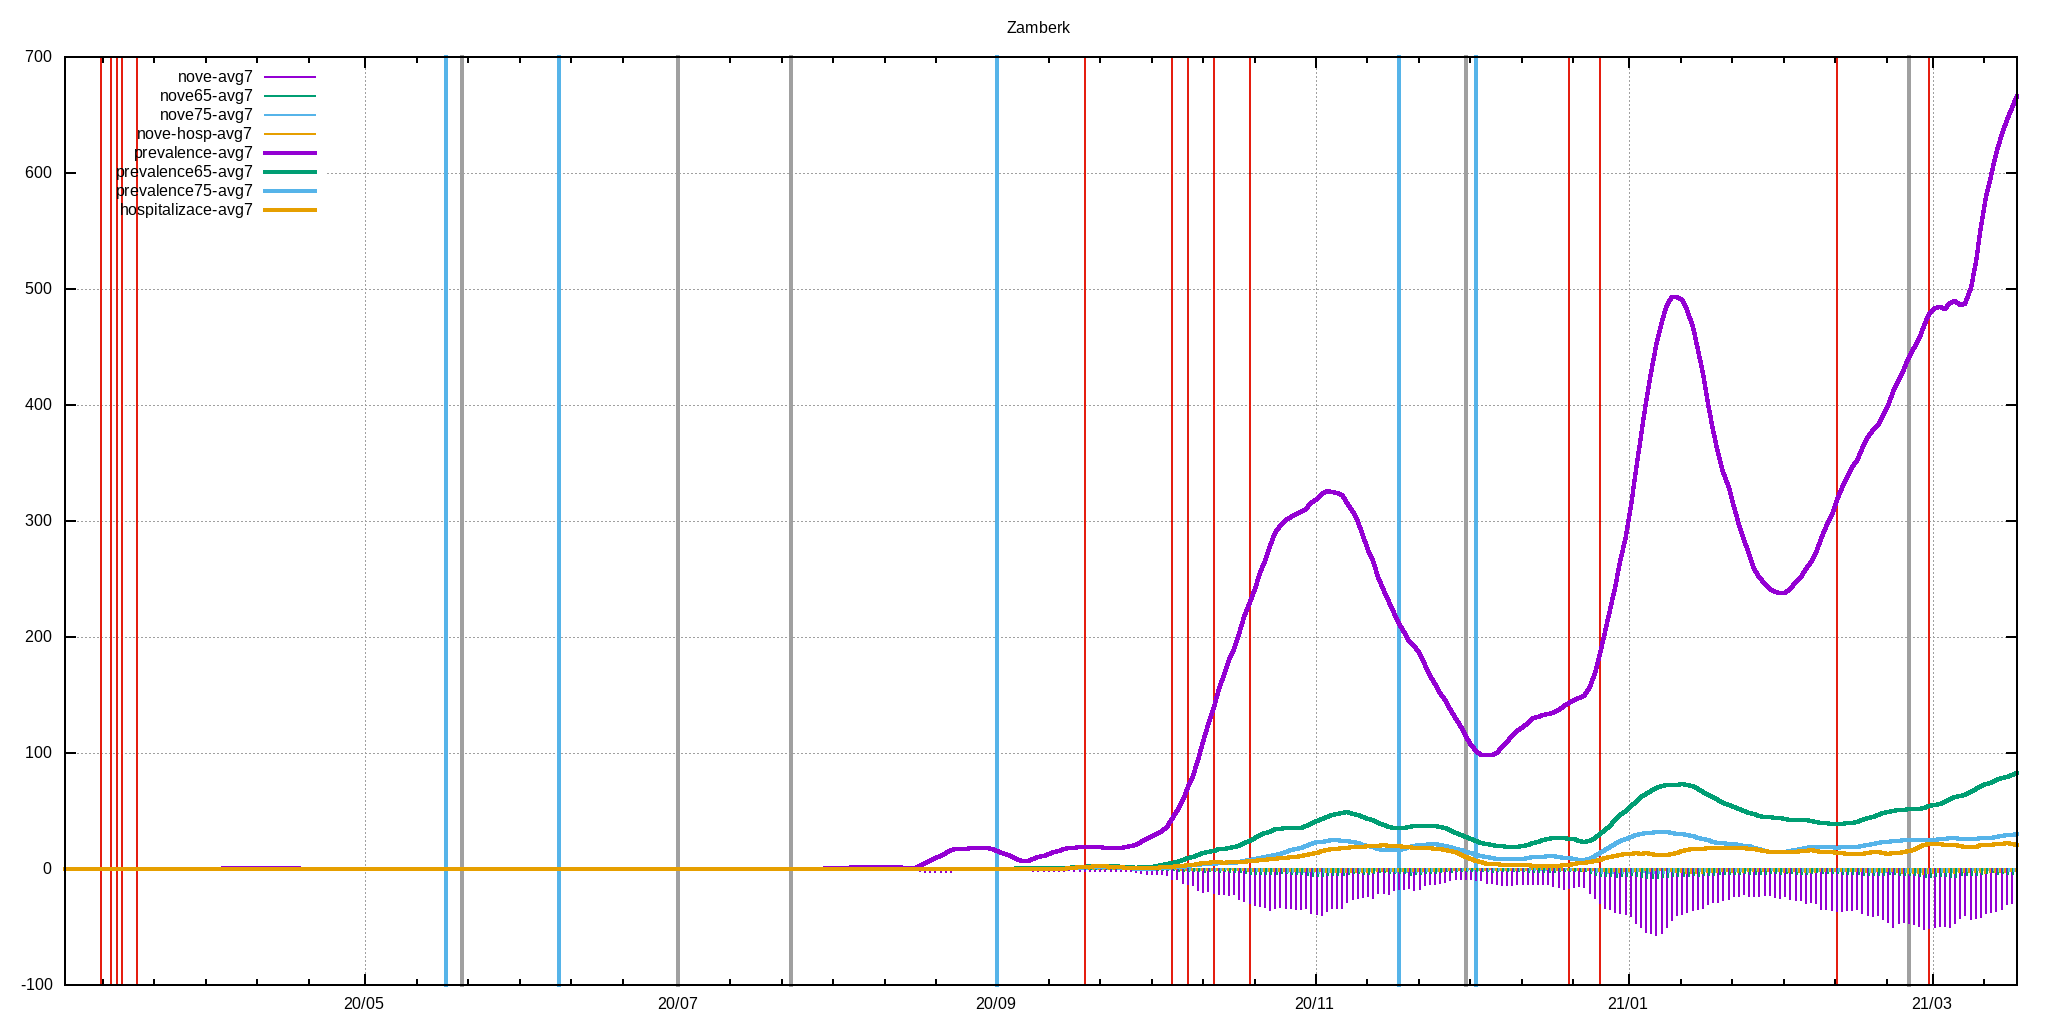 Zamberk
700
600
500
400
300
200
100
0
-100
nove-avg7
nove65-avg7
nove75-avg7
nove-hosp-avg7
prevalence-avg7
prevalence65-avg7
prevalence75-avg7
hospitalizace-avg7
20/05 20/07 20/09 20/11 21/01 21/03